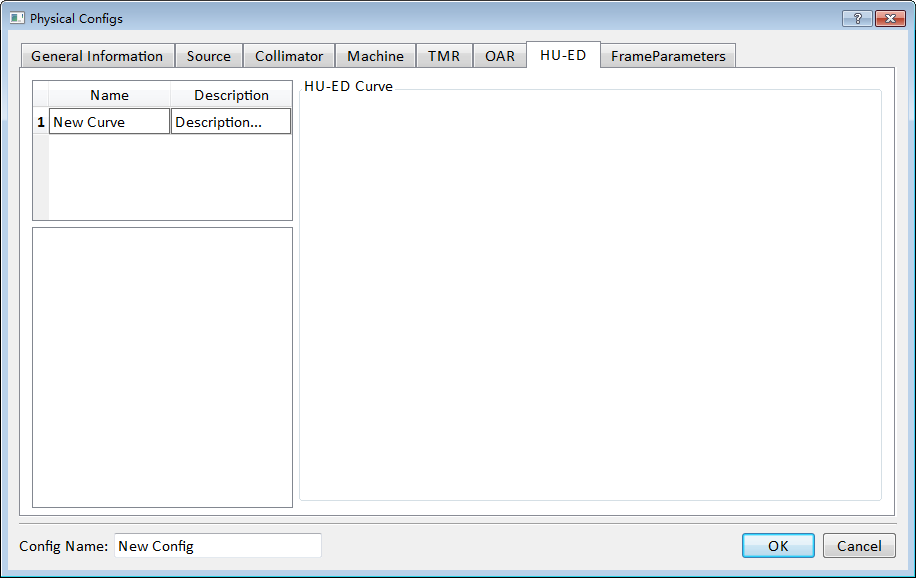 Physical Configs
?
General Information Source Collimator Machine TMR OAR HU-ED FrameParameters
Name Description
1 New Curve Description...
HU-ED Curve
Config Name: New Config
OK Cancel